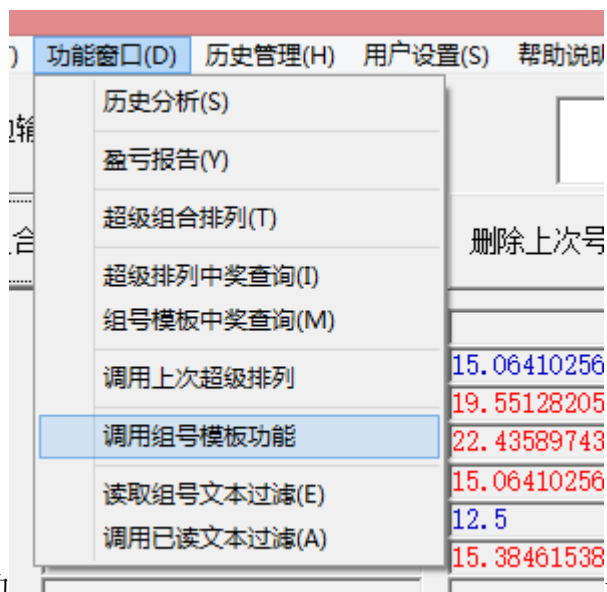 功能窗口(D) 历史管理(H) 用户设置(S) 帮助说明
历史分析(S)
盈亏报告(Y)
超级组合排列(T)
删除上次号
超级排列中奖查询(I)
组号模板中奖查询(M)
15.06410256
调用上次超级排列
19.55128205
调用组号模板功能
22.43589743
15.06410256
读取组号文本过滤(E)
12.5
调用已读文本过滤(A)
15.38461538